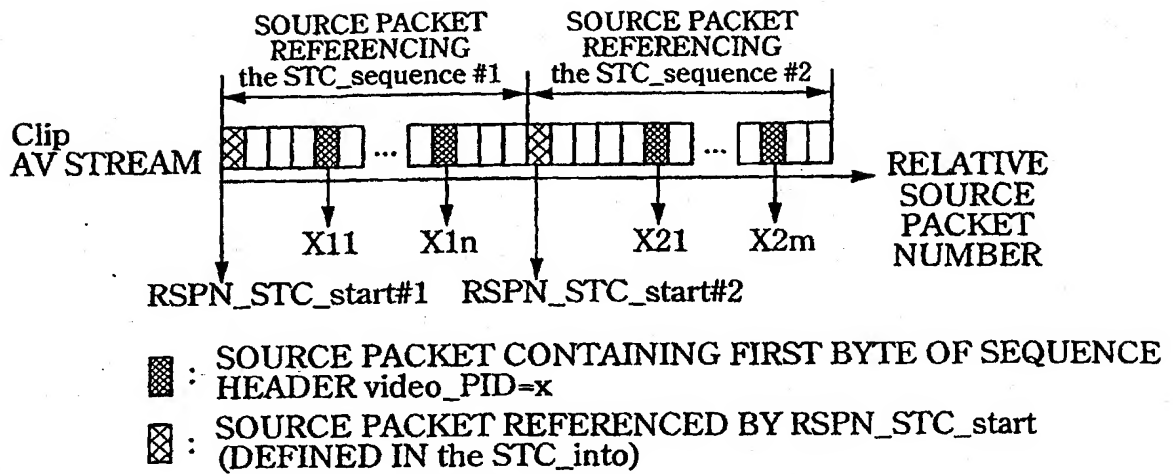 SOURCE PACKET
REFERENCING
the STC_sequence #1
SOURCE PACKET
REFERENCING
the STC_sequence #2
Clip
AV STREAM
...
...
RELATIVE
SOURCE
PACKET
NUMBER
X11
X1n
X21
X2m
RSPN_STC_start#1
RSPN_STC_start#2
: SOURCE PACKET CONTAINING FIRST BYTE OF SEQUENCE
HEADER video_PID=x
: SOURCE PACKET REFERENCED BY RSPN_STC_start
(DEFINED IN the STC_into)